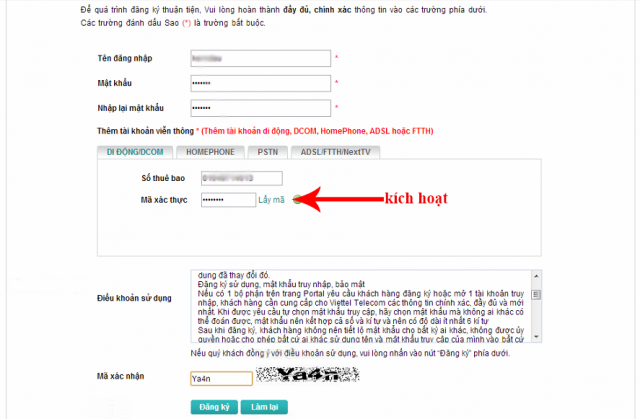 Để quá trình đăng ký thuận tiện, Vui lòng hoàn thành đầy đủ, chính xác thông tin vào các trường phía dưới.
Các trường đánh dấu Sao (*) là trường bắt buộc.
Tên đăng nhập *
Mật khẩu ••••••• *
Nhập lại mật khẩu ••••••• *
Thêm tài khoản viễn thông * (Thêm tài khoản di động, DCOM, HomePhone, ADSL hoặc FTTH)
DI ĐỘNG/DCOM HOMEPHONE PSTN ADSL/FTTH/NextTV
Số thuê bao
Mã xác thực •••••••• Lấy mã kích hoạt
dung đã thay đổi đó.
Đăng ký sử dụng, mật khẩu truy nhập, bảo mật
Nếu có 1 bộ phận trên trang Portal yêu cầu khách hàng đăng ký hoặc mở 1 tài khoản truy
nhập, khách hàng cần cung cấp cho Viettel Telecom các thông tin chính xác, đầy đủ và mới
Điều khoản sử dụng
nhất. Khi được yêu cầu tự chọn mật khẩu truy cập, hãy chọn mật khẩu mà không ai khác có
thể đoán được, mật khẩu nên kết hợp cả số và kí tự và nên có độ dài ít nhất 6 kí tự
Sau khi đăng ký, khách hàng không nên tiết lộ mật khẩu cho bất kỳ ai khác, không được ủy
quyền hoặc cho phép bất cứ ai khác sử dụng tên và mật khẩu truy cập của mình vào bất cứ
Nếu quý khách đồng ý với điều khoản sử dụng, vui lòng nhấn vào nút “Đăng ký” phía dưới.
Mã xác nhận Ya4n Ya4n
Đăng ký Làm lại